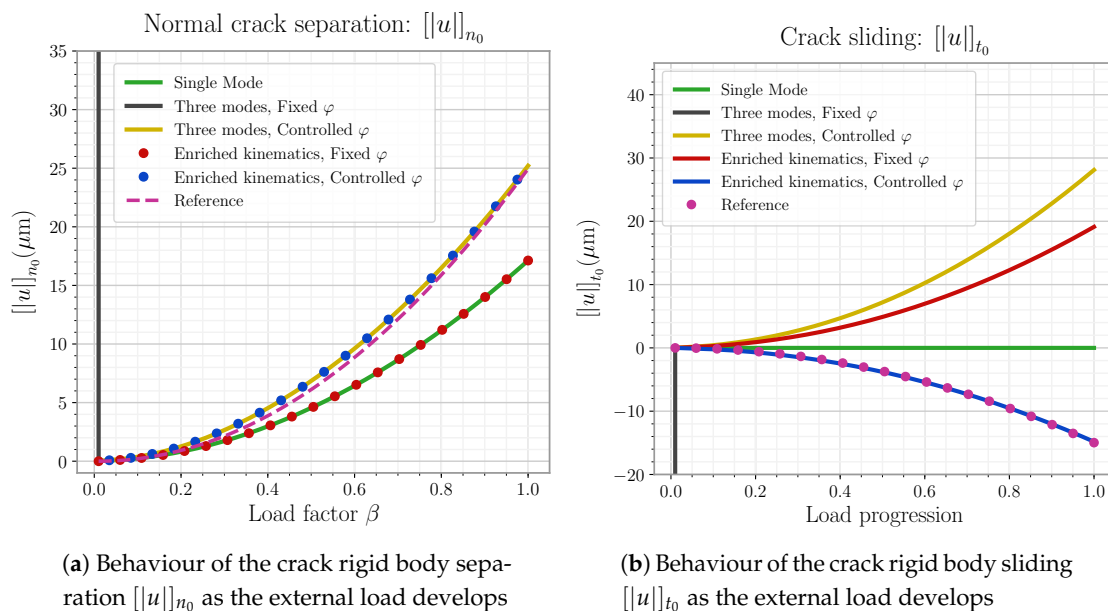 Normal crack separation: [|u|]n₀
35
30
25
20
15
10
5
0
[|u|]n₀(μm)
Single Mode
Three modes, Fixed φ
Three modes, Controlled φ
Enriched kinematics, Fixed φ
Enriched kinematics, Controlled φ
Reference
0.0 0.2 0.4 0.6 0.8 1.0
Load factor β
(a) Behaviour of the crack rigid body sepa-
ration [|u|]n₀ as the external load develops
Crack sliding: [|u|]t₀
40
30
20
10
0
−10
−20
[|u|]t₀(μm)
Single Mode
Three modes, Fixed φ
Three modes, Controlled φ
Enriched kinematics, Fixed φ
Enriched kinematics, Controlled φ
Reference
0.0 0.2 0.4 0.6 0.8 1.0
Load progression
(b) Behaviour of the crack rigid body sliding
[|u|]t₀ as the external load develops